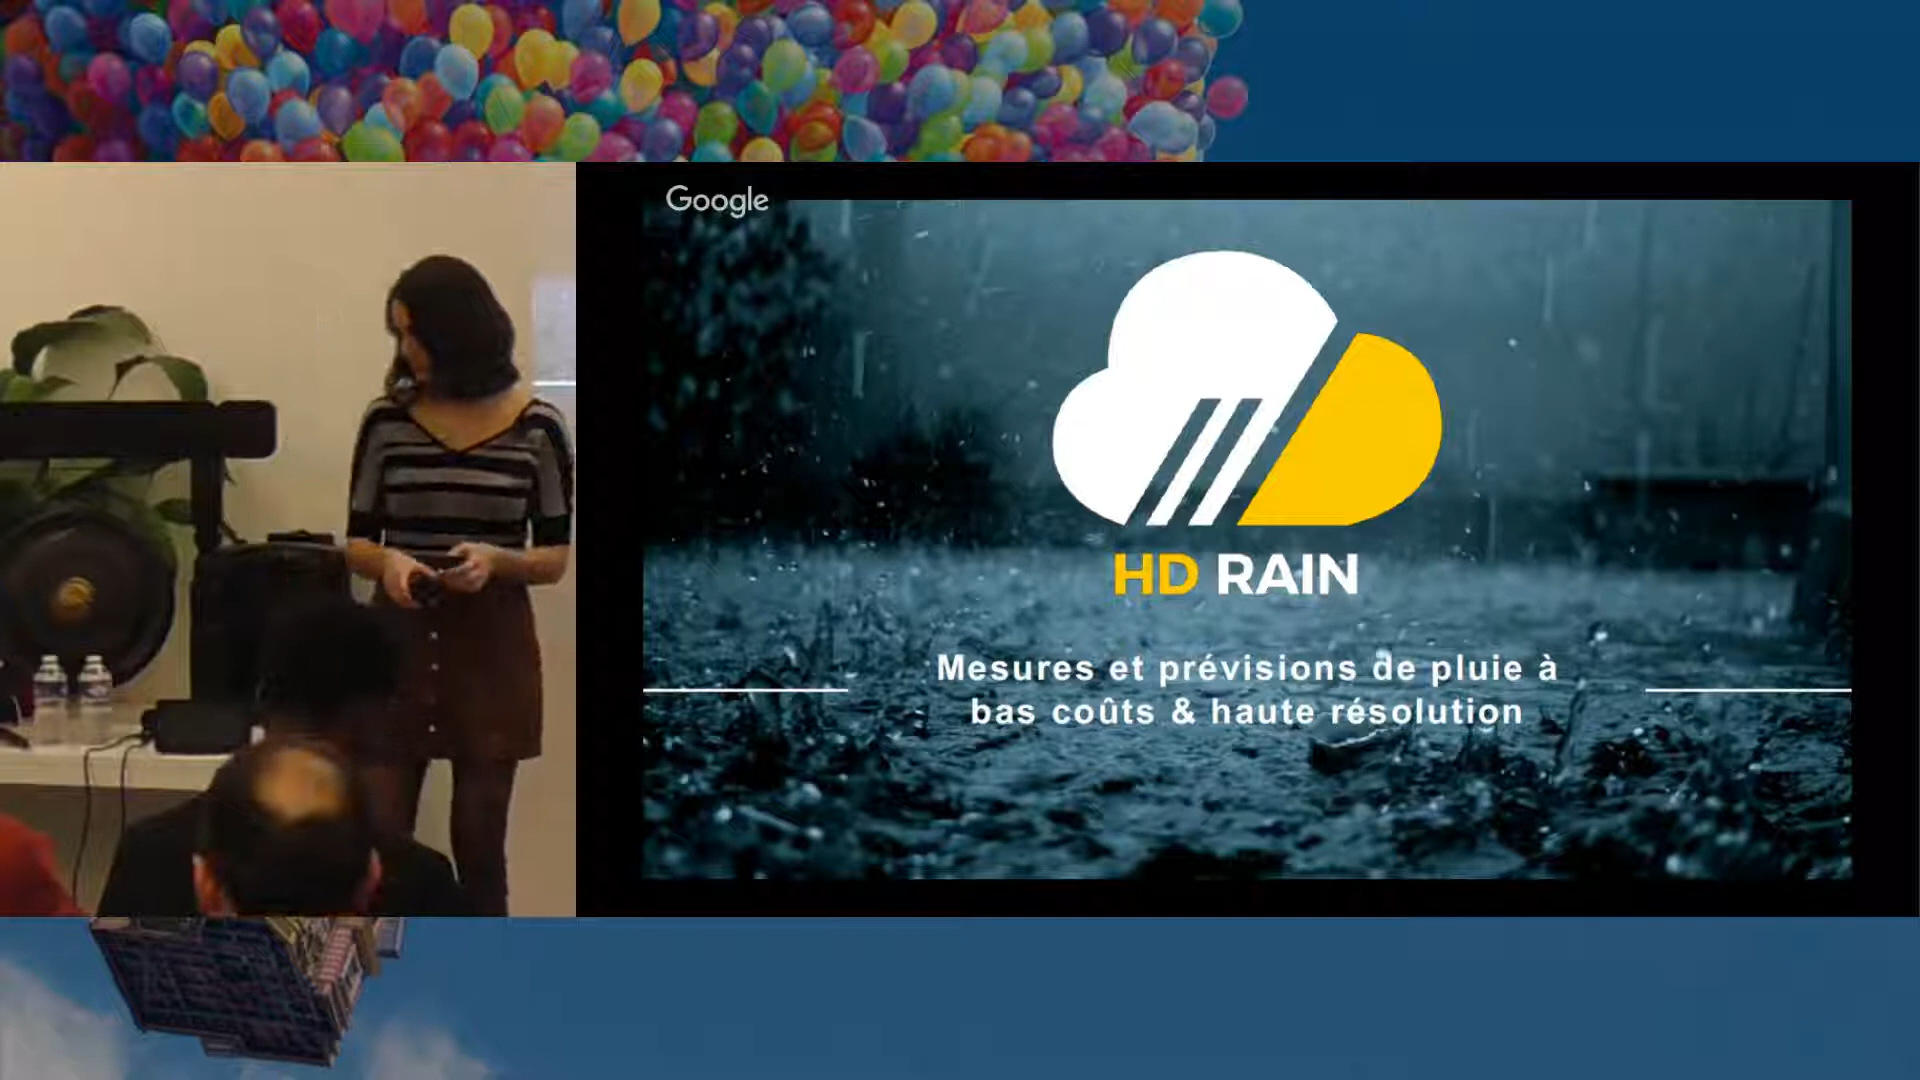 Google
HD RAIN
Mesures et prévisions de pluie à
bas coûts & haute résolution